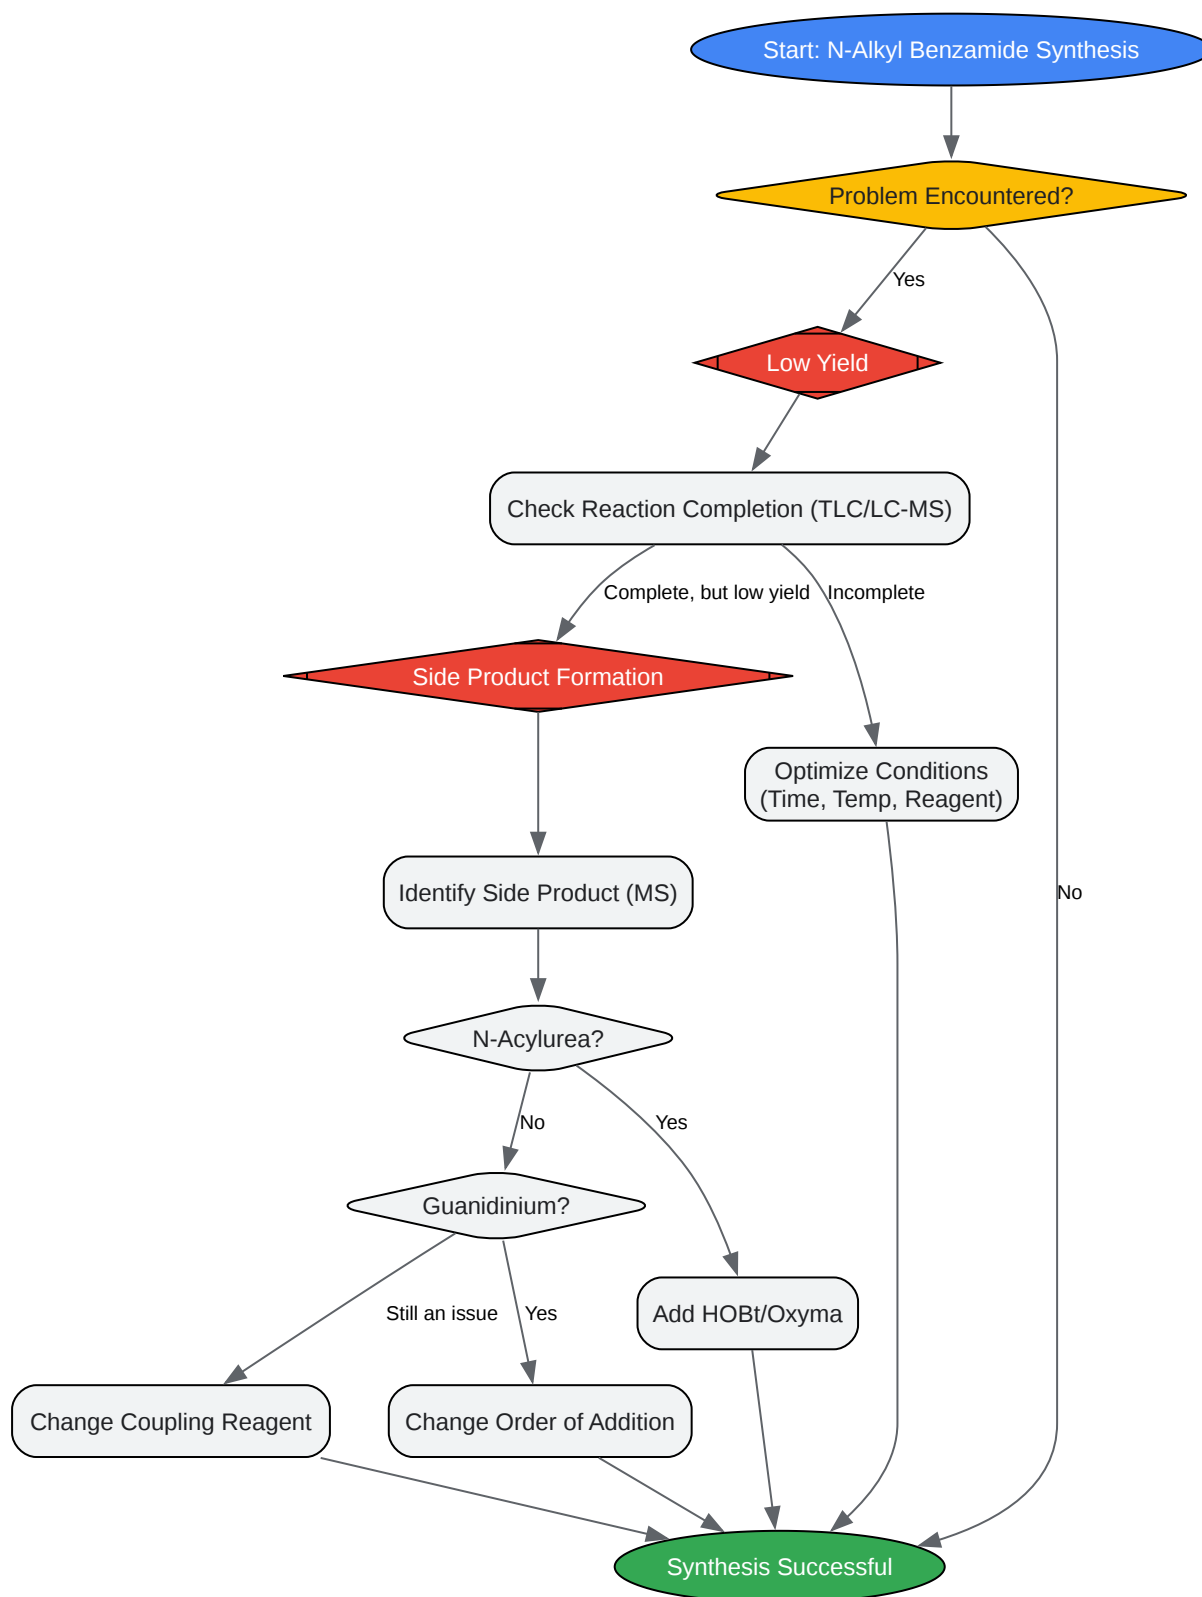 Start: N-Alkyl Benzamide Synthesis
Problem Encountered?
Yes
Low Yield
Check Reaction Completion (TLC/LC-MS)
Complete, but low yield
Incomplete
Side Product Formation
Optimize Conditions
(Time, Temp, Reagent)
Identify Side Product (MS)
No
N-Acylurea?
No
Yes
Guanidinium?
Still an issue
Yes
Add HOBt/Oxyma
Change Coupling Reagent
Change Order of Addition
Synthesis Successful